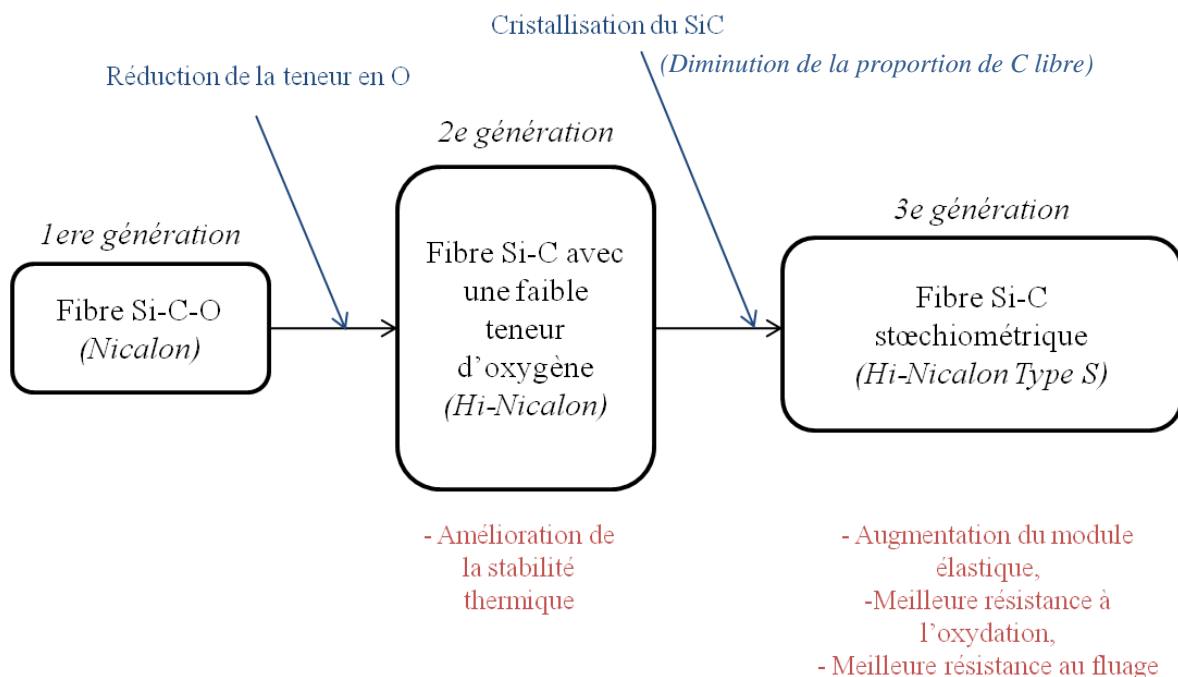 Cristallisation du SiC
(Diminution de la proportion de C libre)
Réduction de la teneur en O
2e génération
3e génération
1ere génération
Fibre Si-C-O
(Nicalon)
Fibre Si-C avec
une faible
teneur
d’oxygène
(Hi-Nicalon)
Fibre Si-C
stœchiométrique
(Hi-Nicalon Type S)
- Amélioration de
la stabilité
thermique
- Augmentation du module
élastique,
-Meilleure résistance à
l’oxydation,
- Meilleure résistance au fluage